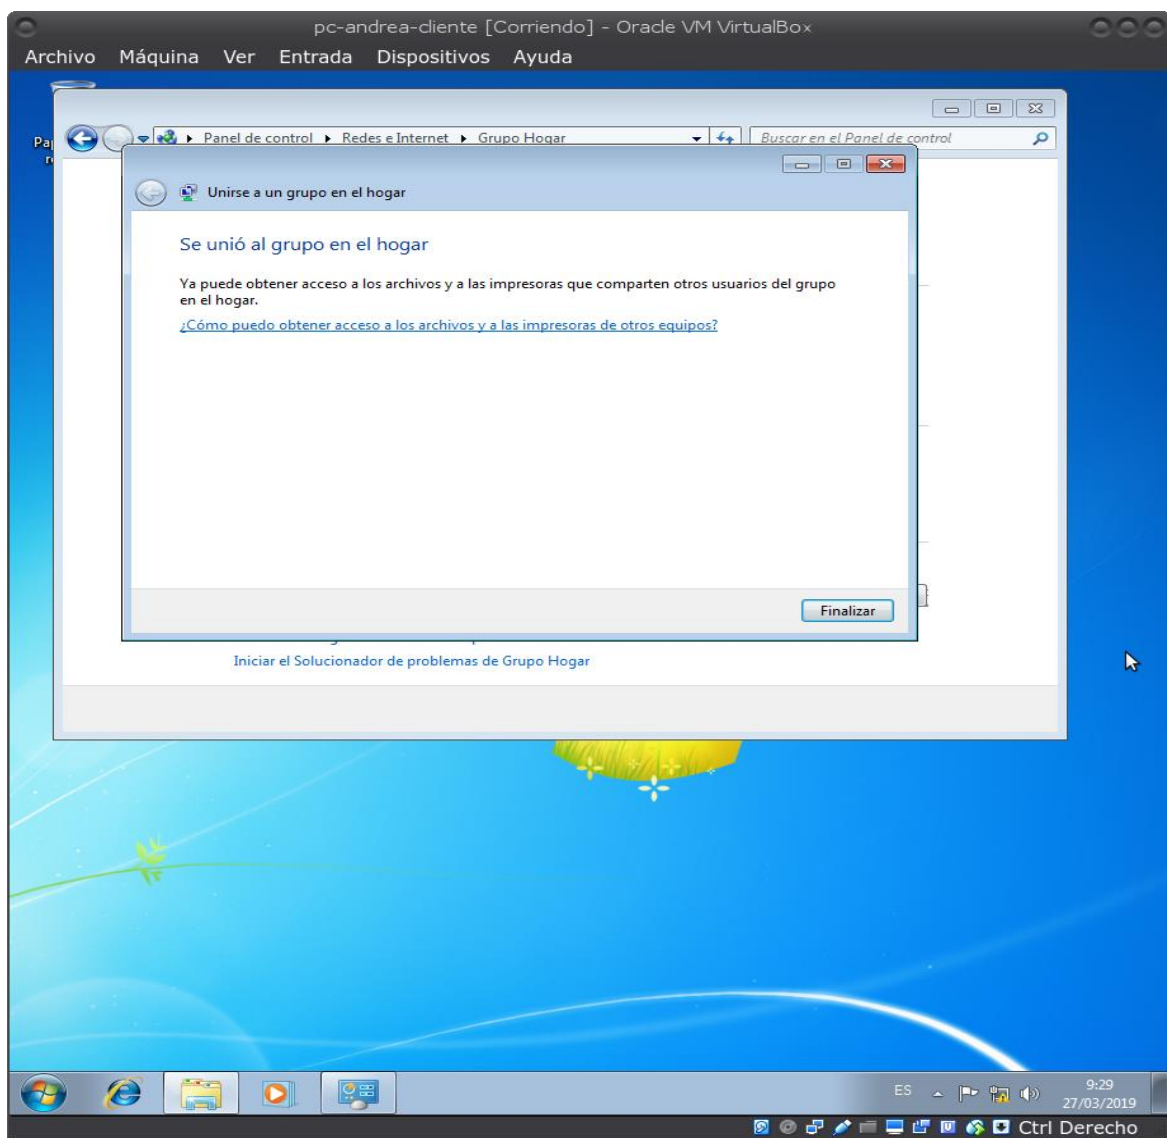 pc-andrea-cliente [Corriendo] - Oracle VM VirtualBox
Archivo Máquina Ver Entrada Dispositivos Ayuda
Panel de control Redes e Internet Grupo Hogar Buscar en el Panel de control
Unirse a un grupo en el hogar
Se unió al grupo en el hogar
Ya puede obtener acceso a los archivos y a las impresoras que comparten otros usuarios del grupo
en el hogar.
¿Cómo puedo obtener acceso a los archivos y a las impresoras de otros equipos?
Finalizar
Iniciar el Solucionador de problemas de Grupo Hogar
ES 9:29
27/03/2019
Ctrl Derecho